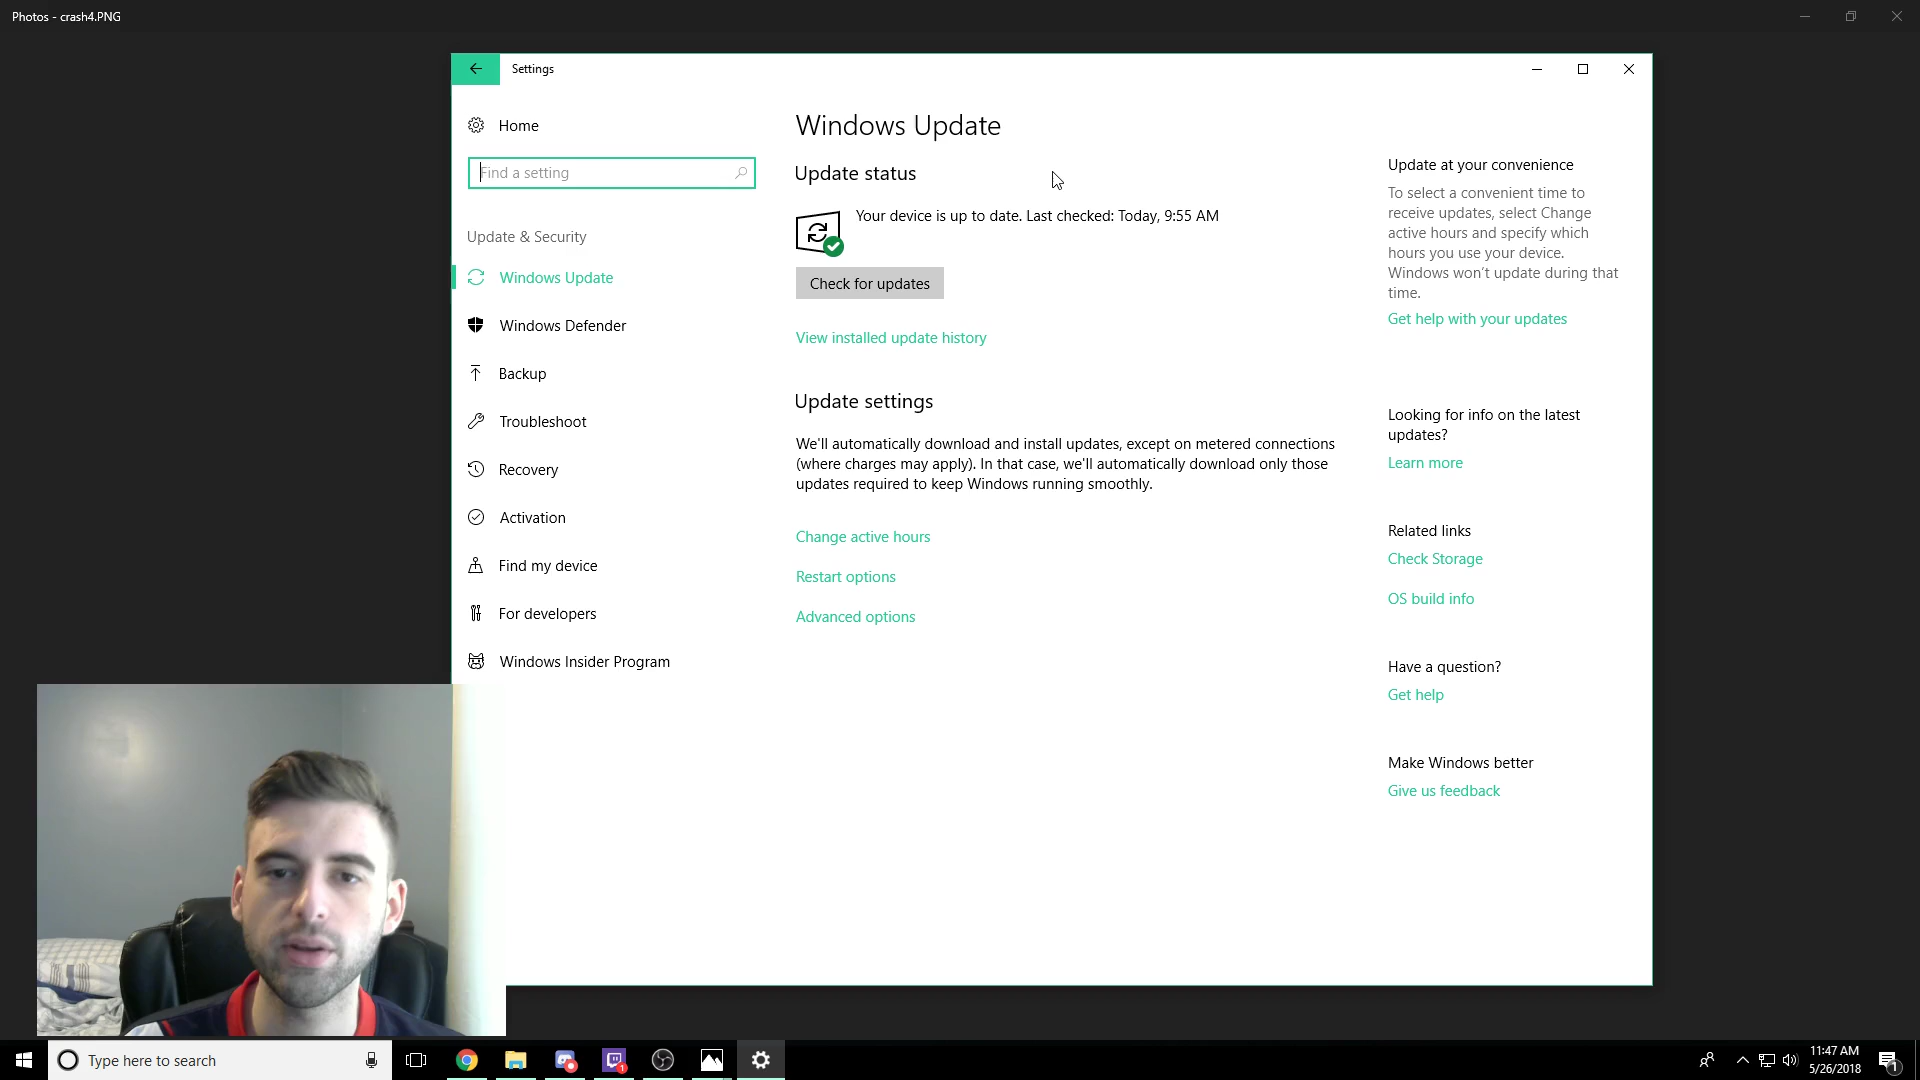 Photos - crash4.PNG
Settings
Home
Find a setting
Update & Security
Windows Update
Windows Defender
Backup
Troubleshoot
Recovery
Activation
Find my device
For developers
Windows Insider Program
Windows Update
Update status
Your device is up to date. Last checked: Today, 9:55 AM
Check for updates
View installed update history
Update settings
We'll automatically download and install updates, except on metered connections
(where charges may apply). In that case, we'll automatically download only those
updates required to keep Windows running smoothly.
Change active hours
Restart options
Advanced options
Update at your convenience
To select a convenient time to
receive updates, select Change
active hours and specify which
hours you use your device.
Windows won't update during that
time.
Get help with your updates
Looking for info on the latest
updates?
Learn more
Related links
Check Storage
OS build info
Have a question?
Get help
Make Windows better
Give us feedback
Type here to search
1
11:47 AM
5/26/2018
1